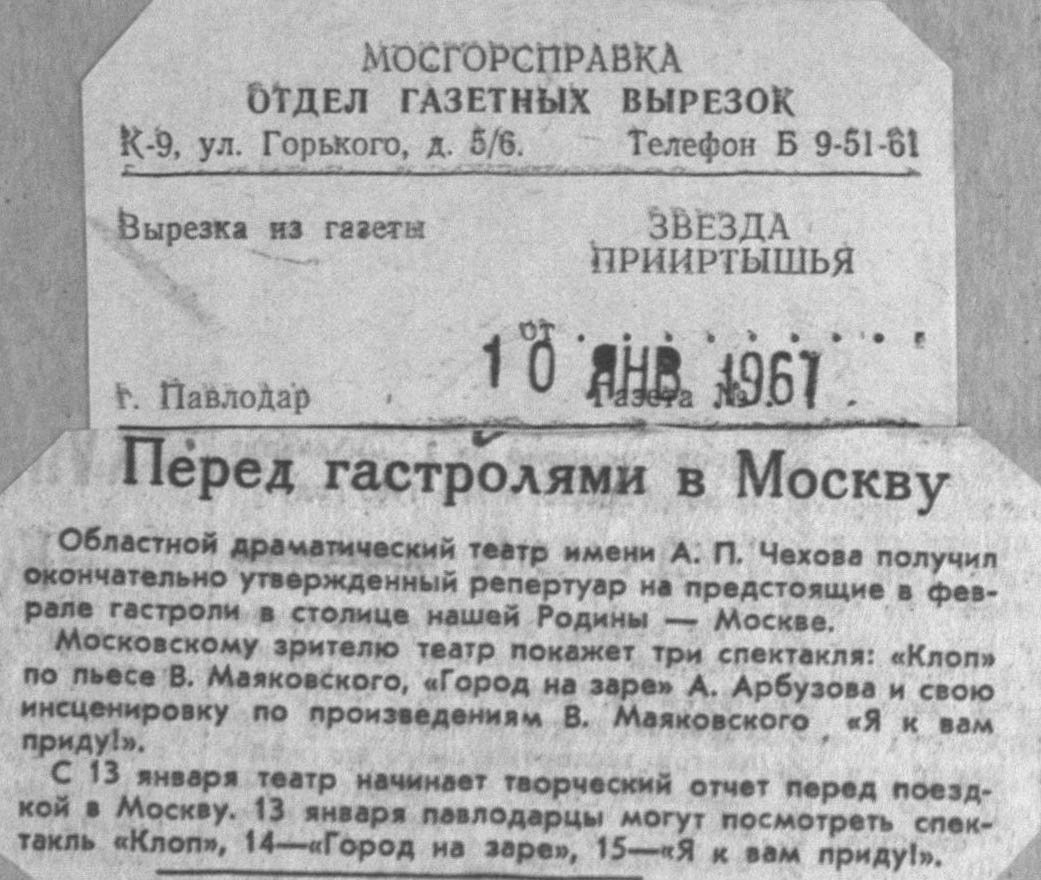 МОСГОРСПРАВКА
ОТДЕЛ ГАЗЕТНЫХ ВЫРЕЗОК
К-9, ул. Горького, д. 5/6. Телефон Б 9-51-61
Вырезка из газеты
ЗВЕЗДА
ПРИИРТЫШЬЯ
от
10 ЯНВ 1967
г. Павлодар
Газета №
Перед гастролями в Москву
Областной драматический театр имени А. П. Чехова получил
окончательно утвержденный репертуар на предстоящие в фев-
рале гастроли в столице нашей Родины — Москве.
Московскому зрителю театр покажет три спектакля: «Клоп»
по пьесе В. Маяковского, «Город на заре» А. Арбузова и свою
инсценировку по произведениям В. Маяковского «Я к вам
приду!».
С 13 января театр начинает творческий отчет перед поезд-
кой в Москву. 13 января павлодарцы могут посмотреть спек-
такль «Клоп», 14—«Город на заре», 15—«Я к вам приду!».